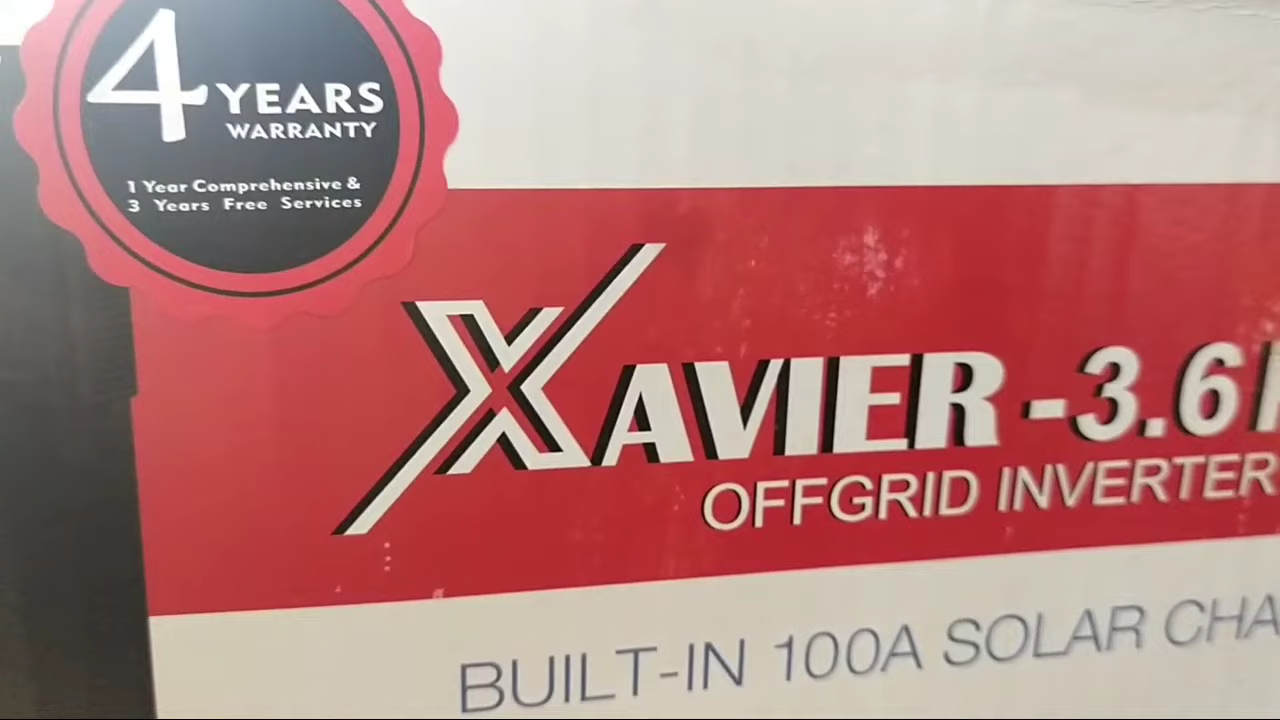 4 YEARS
WARRANTY
1 Year Comprehensive &
3 Years Free Services
XAVIER -3.6
OFFGRID INVERTER
BUILT-IN 100A SOLAR CHA